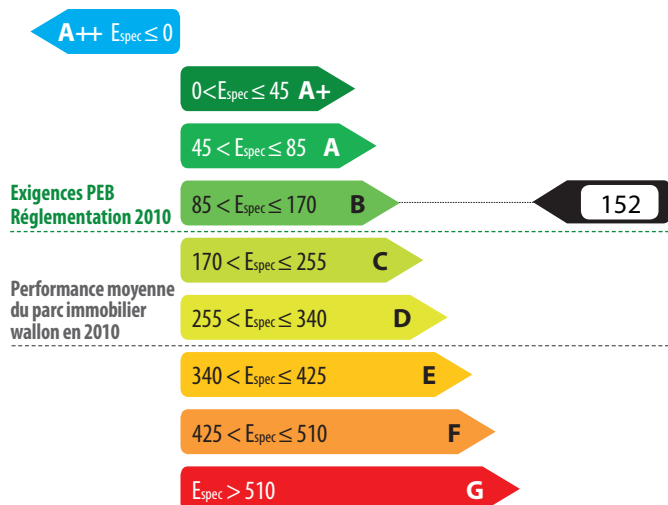 A++ Espec ≤ 0
0<Espec ≤ 45 A+
45 < Espec ≤ 85 A
Exigences PEB
Réglementation 2010
85 < Espec ≤ 170 B
152
170 < Espec ≤ 255 C
Performance moyenne
du parc immobilier
wallon en 2010
255 < Espec ≤ 340 D
340 < Espec ≤ 425 E
425 < Espec ≤ 510 F
Espec > 510 G